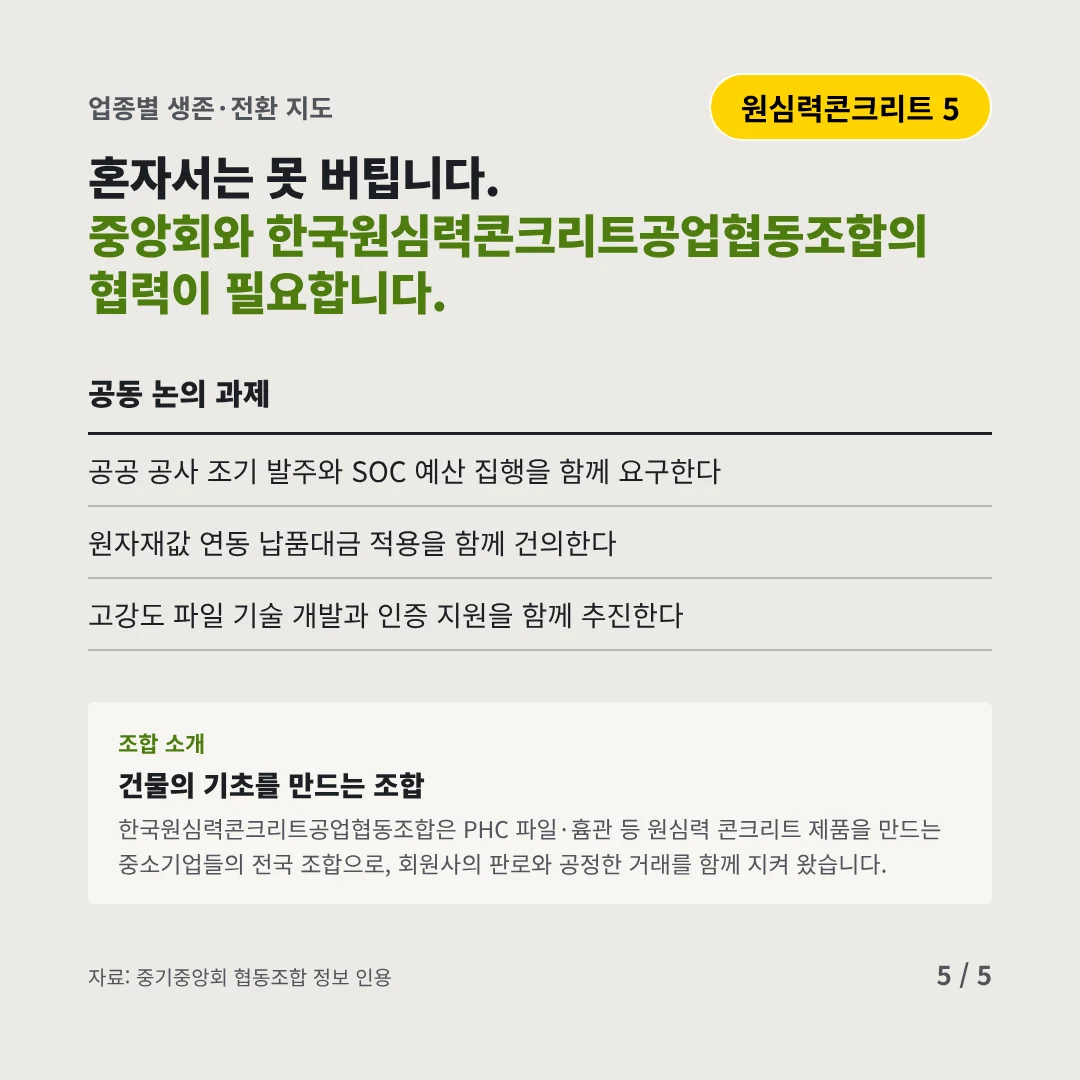 업종별 생존·전환 지도
원심력콘크리트 5
혼자서는 못 버팁니다.
중앙회와 한국원심력콘크리트공업협동조합의
협력이 필요합니다.
공동 논의 과제
공공 공사 조기 발주와 SOC 예산 집행을 함께 요구한다
원자재값 연동 납품대금 적용을 함께 건의한다
고강도 파일 기술 개발과 인증 지원을 함께 추진한다
조합 소개
건물의 기초를 만드는 조합
한국원심력콘크리트공업협동조합은 PHC 파일·흄관 등 원심력 콘크리트 제품을 만드는
중소기업들의 전국 조합으로, 회원사의 판로와 공정한 거래를 함께 지켜 왔습니다.
자료: 중기중앙회 협동조합 정보 인용
5 / 5